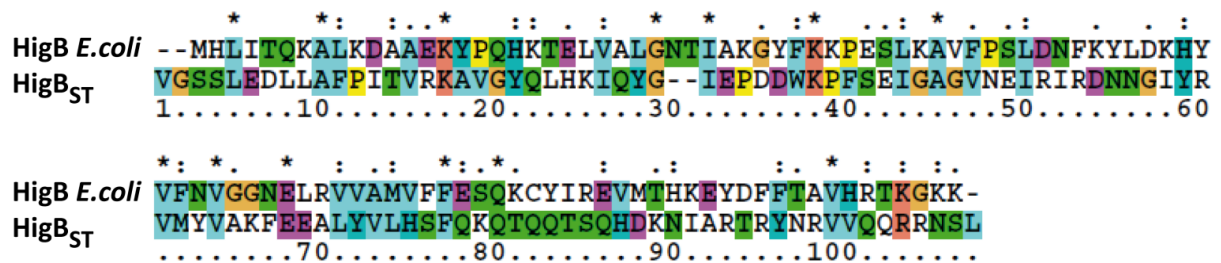 * *: :. * :: . : * * . :* .: * . .: . . :
HigB E.coli --MHLITQKALKDAAEKYPQHKTELVALGNTIAKGYFKKPESLKAVFPSLDNFKYLDKHY
HigBST VGSSLEDLLAFPITVRKAVGYQLHKIQYG--IEPDDWKPFSEIGAGVNEIRIRDNNGIYR
1........10........20........30........40........50........60
*: *. * : .: *:.*. : .: :. * : : :.
HigB E.coli VFNVGGNELRVVAMVFFESQKCYIREVMTHKEYDFFTAVHRTKGKK-
HigBST VMYVAKFEEALYVLHSFQKQTQQTSQHDKNIARTRYNRVVQQRRNSL
........70........80........90.......100........